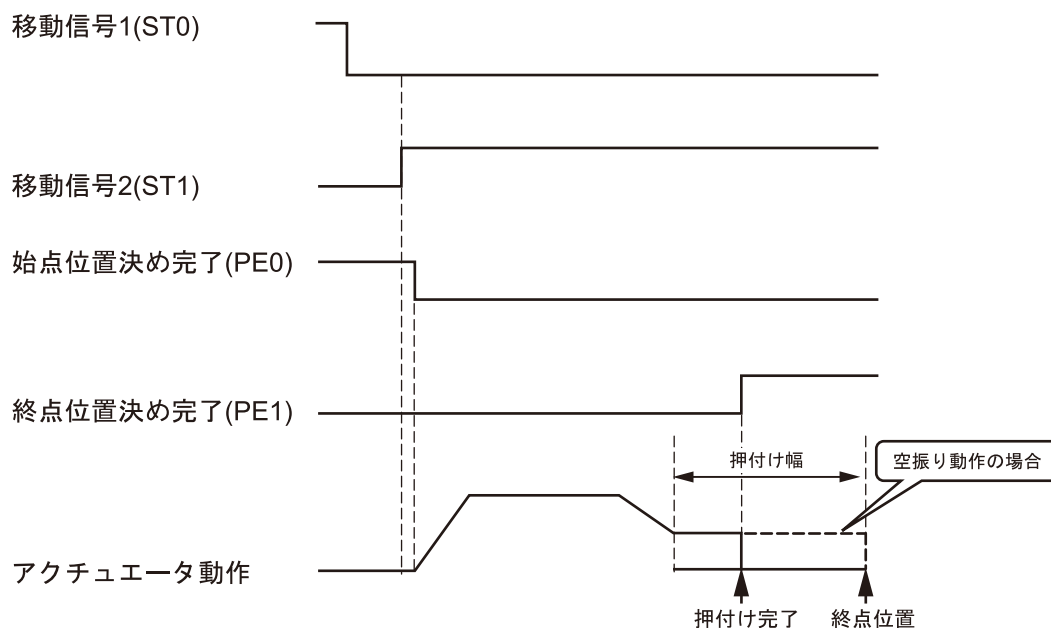 移動信号1(ST0)
移動信号2(ST1)
始点位置決め完了(PE0)
終点位置決め完了(PE1)
押付け幅
空振り動作の場合
アクチュエータ動作
押付け完了
終点位置